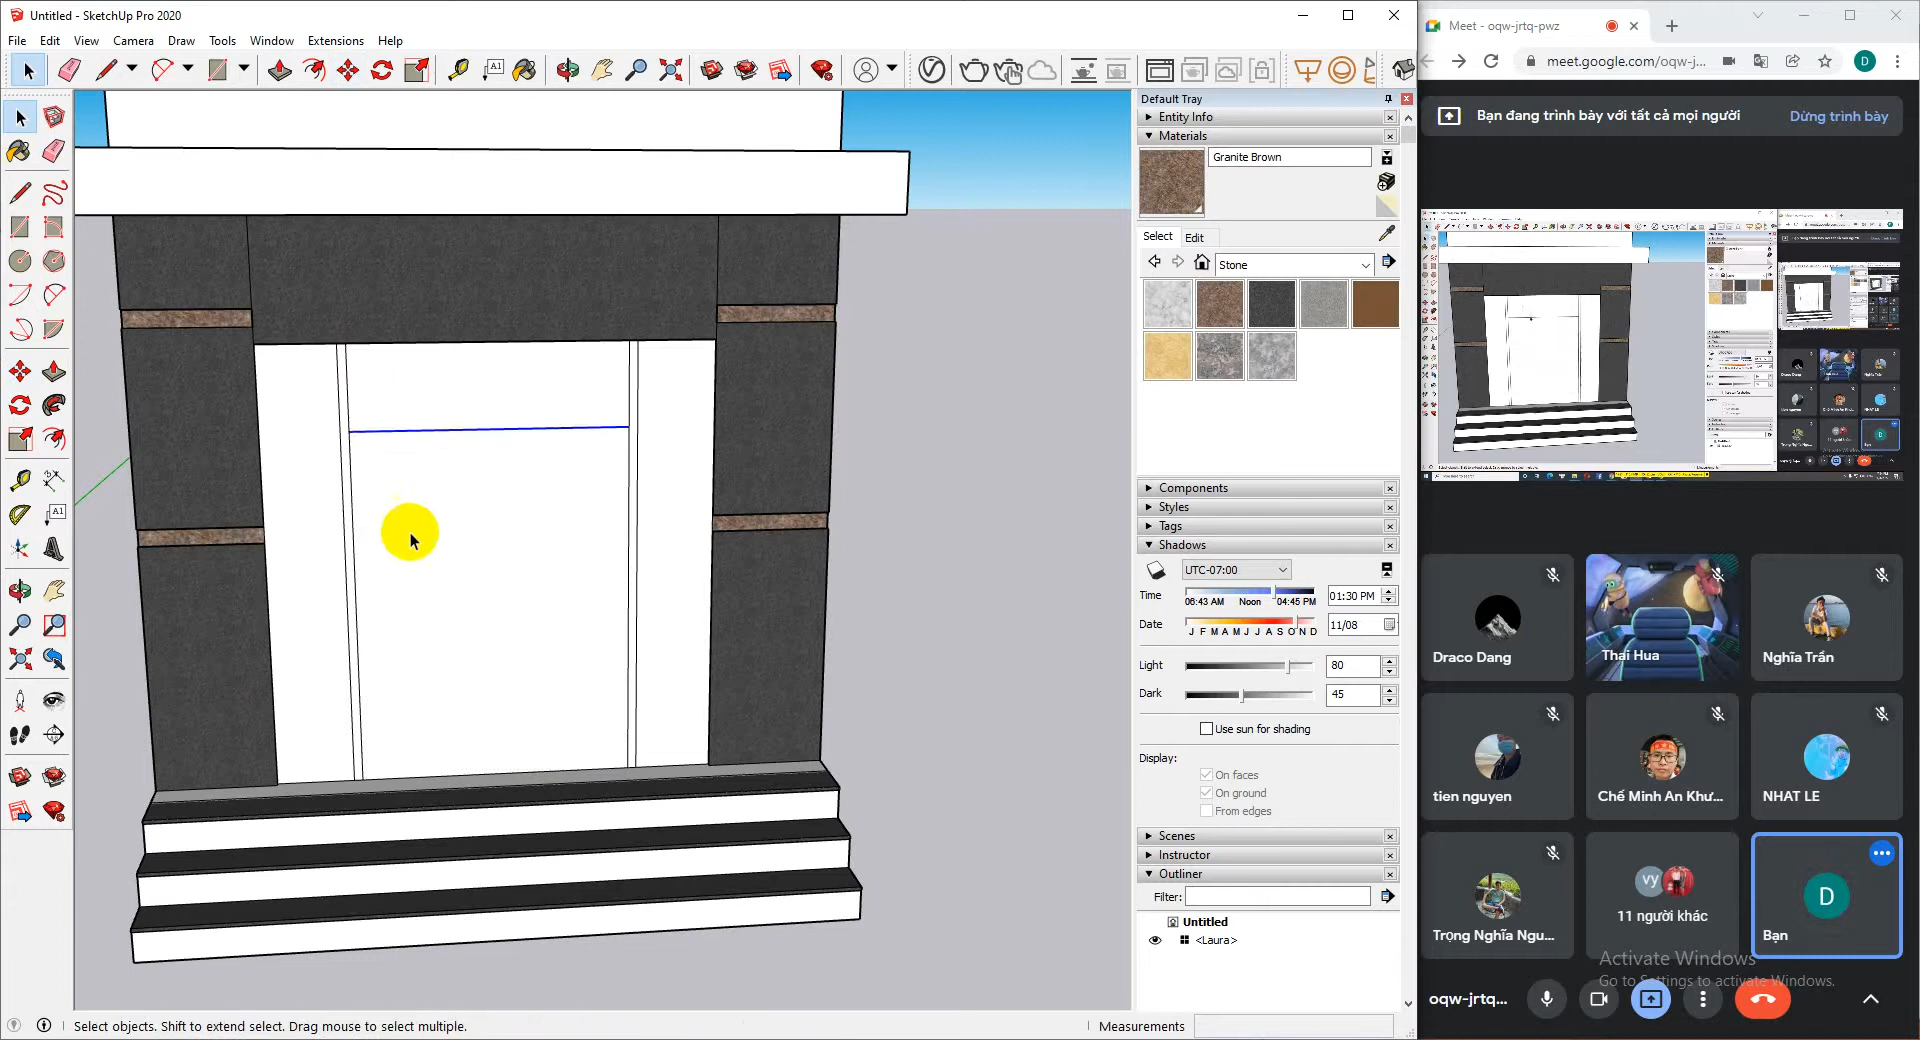 Untitled - SketchUp Pro 2020
File Edit View Camera Draw Tools Window Extensions Help
A1
Default Tray
Entity Info
Materials
Granite Brown
Select Edit
Stone
A1
Components
Styles
Tags
Shadows
UTC-07:00
Time 06:43 AM Noon 04:45 PM 01:30 PM
Date J F M A M J J A S O N D 11/08
Light 80
Dark 45
Use sun for shading
Display:
On faces
On ground
From edges
Scenes
Instructor
Outliner
Filter:
Untitled
<Laura>
Select objects. Shift to extend select. Drag mouse to select multiple.
Measurements
Meet - oqw-jrtq-pwz
meet.google.com/oqw-j...
D
Bạn đang trình bày với tất cả mọi người
Dừng trình bày
Draco Dang
Thai Hua
Nghĩa Trần
tien nguyen
Chế Minh An Khư...
NHAT LE
Trọng Nghĩa Ngu...
vy
11 người khác
D
Bạn
Activate Windows
Go to Settings to activate Windows.
oqw-jrtq...